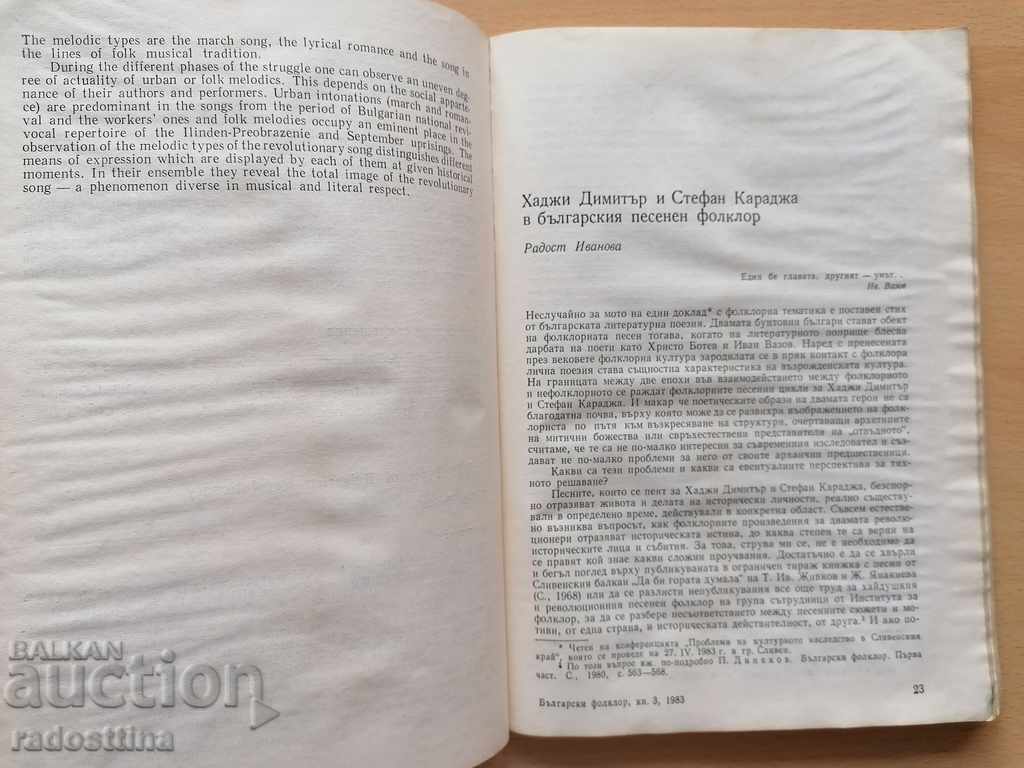 The melodic types are the march song, the lyrical romance and the song in
the lines of folk musical tradition.
During the different phases of the struggle one can observe an uneven deg-
ree of actuality of urban or folk melodics. This depends on the social apparte-
nance of their authors and performers. Urban intonations (march and roman-
ce) are predominant in the songs from the period of Bulgarian national revi-
val and the workers' ones and folk melodies occupy an eminent place in the
vocal repertoire of the Ilinden-Preobrazenie and September uprisings. The
observation of the melodic types of the revolutionary song distinguishes different
means of expression which are displayed by each of them at given historical
moments. In their ensemble they reveal the total image of the revolutionary
song — a phenomenon diverse in musical and literal respect.
Хаджи Димитър и Стефан Караджа
в българския песенен фолклор
Радост Иванова
Един бе главата, другият — умът. .
Ив. Вазов
Неслучайно за мото на един доклад* с фолклорна тематика е поставен стих
от българската литературна поезия. Двамата бунтовни българи стават обект
на фолклорната песен тогава, когато на литературното поприще блесва
дарбата на поети като Христо Ботев и Иван Вазов. Наред с пренесената
през вековете фолклорна култура зародилата се в пряк контакт с фолклора
лична поезия става същностна характеристика на възрожденската култура.
На границата между две епохи във взаимодействието между фолклорното
и нефолклорното се раждат фолклорните песенни цикли за Хаджи Димитър
и Стефан Караджа. И макар че поетическите образи на двамата герои не са
благодатна почва, върху която може да се развихри въображението на фолк-
лориста по пътя към възкресяване на структури, очертаващи архетипите
на митични божества или свръхестествени представители на „отвъдното",
считаме, че те са не по-малко интересни за съвременния изследовател и съз-
дават не по-малко проблеми за него от своите архаични предшественици.
Какви са тези проблеми и какви са евентуалните перспективи за тях-
ното решаване?
Песните, които се пеят за Хаджи Димитър и Стефан Караджа, безспор-
но отразяват живота и делата на исторически личности, реално съществу-
вали в определено време, действували в конкретна област. Съвсем естестве-
но възниква въпросът, как фолклорните произведения за двамата револю-
ционери отразяват историческата истина, до каква степен те са верни на
историческите лица и събития. За това, струва ми се, не е необходимо да
се правят кой знае какви сложни проучвания. Достатъчно е да се хвърли
и бегъл поглед върху публикуваната в ограничен тираж книжка с песни от
Сливенския балкан „Да би гората думала" на Т. Ив. Живков и Ж. Янакиева
(С., 1968) или да се разлисти непубликувания все още труд за хайдушкия
и революционния песенен фолклор на група сътрудници от Института за
фолклор, за да се разбере несъответствието между песенните сюжети и мо-
тиви, от една страна, и историческата действителност, от друга.¹ И ако по-
* Четен на конференцията „Проблеми на културното наследство в Сливенския
край", която се проведе на 27. IV. 1983 г. в гр. Сливен.
¹ По този въпрос вж. по-подробно П. Динеков. Български фолклор. Първа
част. С., 1980, с. 563—568.
Български фолклор, кн. 3, 1983
23
BALKAN
auction
radosttina